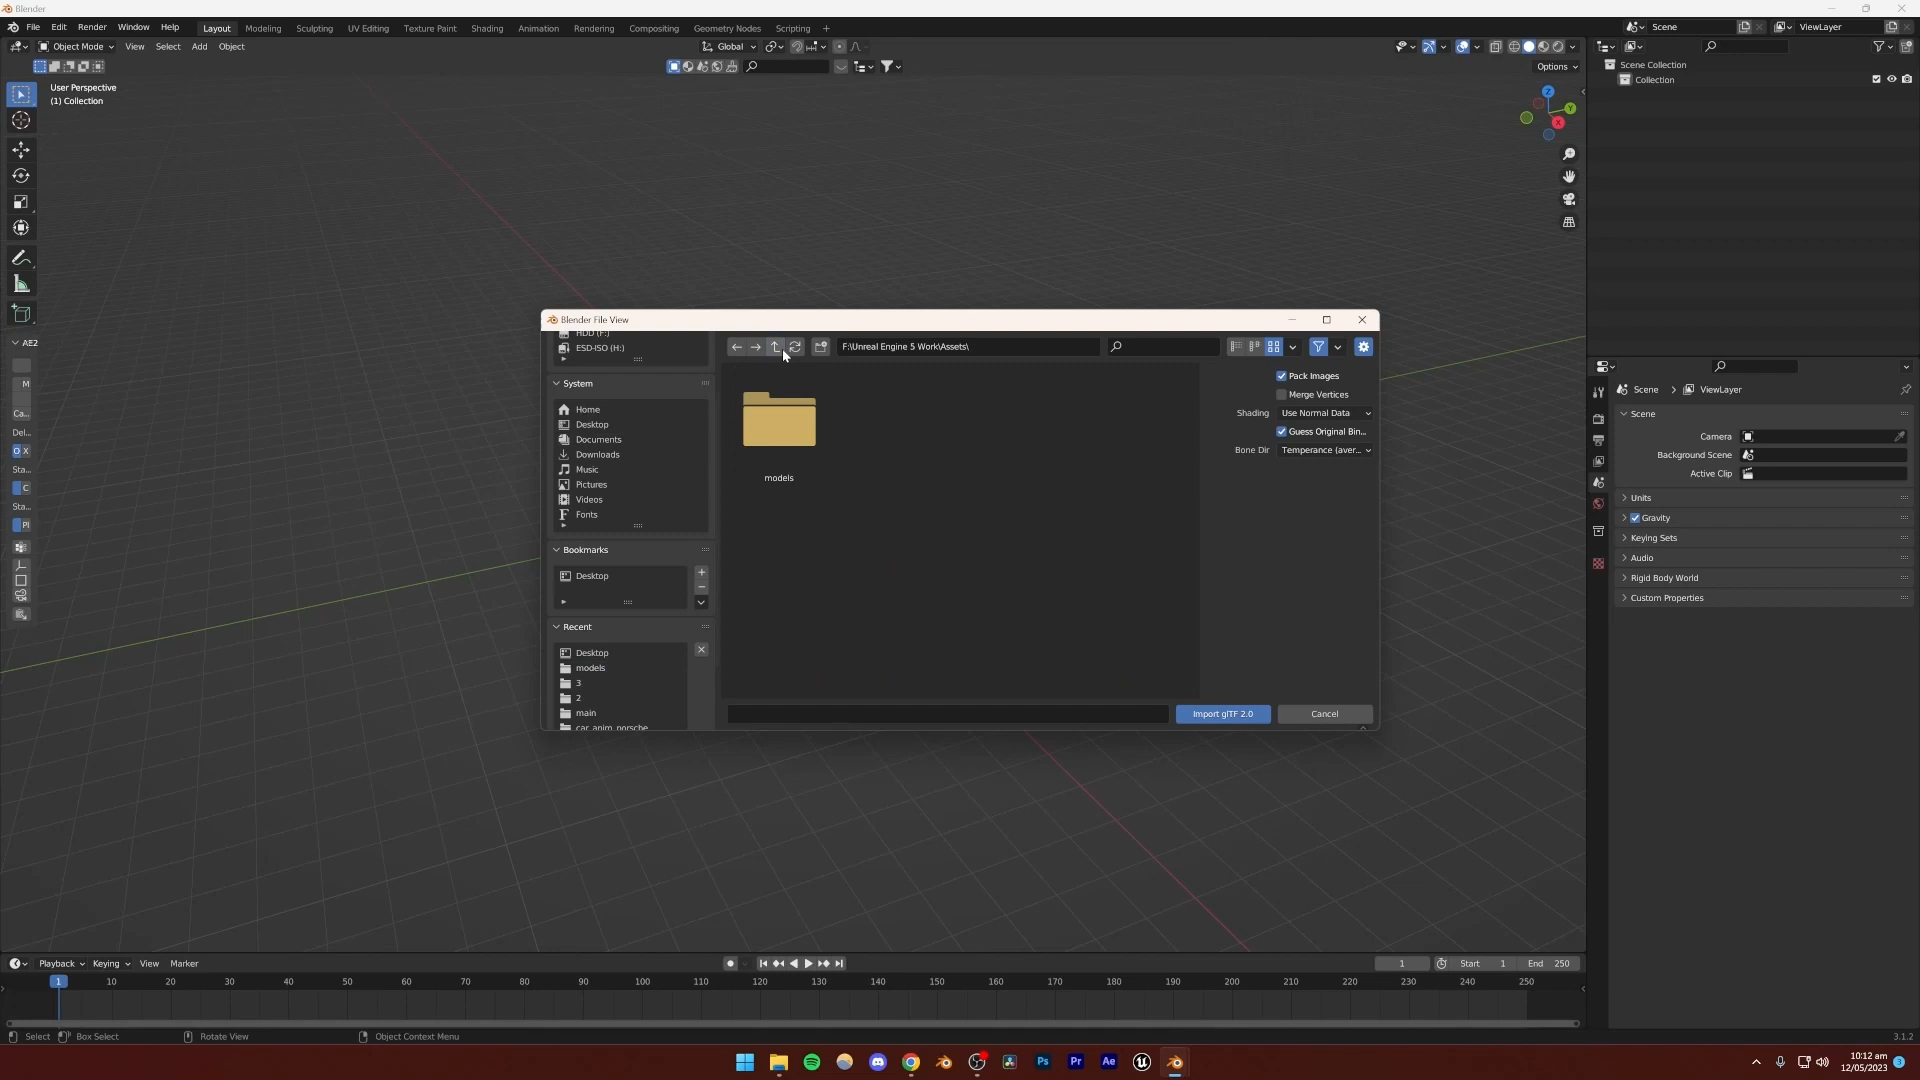 Blender
File Edit Render Window Help Layout Modeling Sculpting UV Editing Texture Paint Shading Animation Rendering Compositing Geometry Nodes Scripting + Scene ViewLayer
Object Mode View Select Add Object Global
Options
User Perspective
(1) Collection
Z
Y
X
Scene Collection
Collection
AE2
M
Ca...
Del...
O X
Sta...
C
Sta...
Pl
Blender File View
HDD (F:)
ESD-ISO (H:)
System
Home
Desktop
Documents
Downloads
Music
Pictures
Videos
Fonts
Bookmarks
Desktop
Recent
Desktop
models
3
2
main
car_anim_porsche
F:\Unreal Engine 5 Work\Assets\
models
Pack Images
Merge Vertices
Shading Use Normal Data
Guess Original Bin...
Bone Dir Temperance (aver...
Import glTF 2.0 Cancel
Scene ViewLayer
Scene
Camera
Background Scene
Active Clip
Units
Gravity
Keying Sets
Audio
Rigid Body World
Custom Properties
Playback Keying View Marker
1 Start 1 End 250
1 10 20 30 40 50 60 70 80 90 100 110 120 130 140 150 160 170 180 190 200 210 220 230 240 250
Select Box Select Rotate View Object Context Menu 3.1.2
Ps Pr Ae
10:12 am
12/05/2023 3